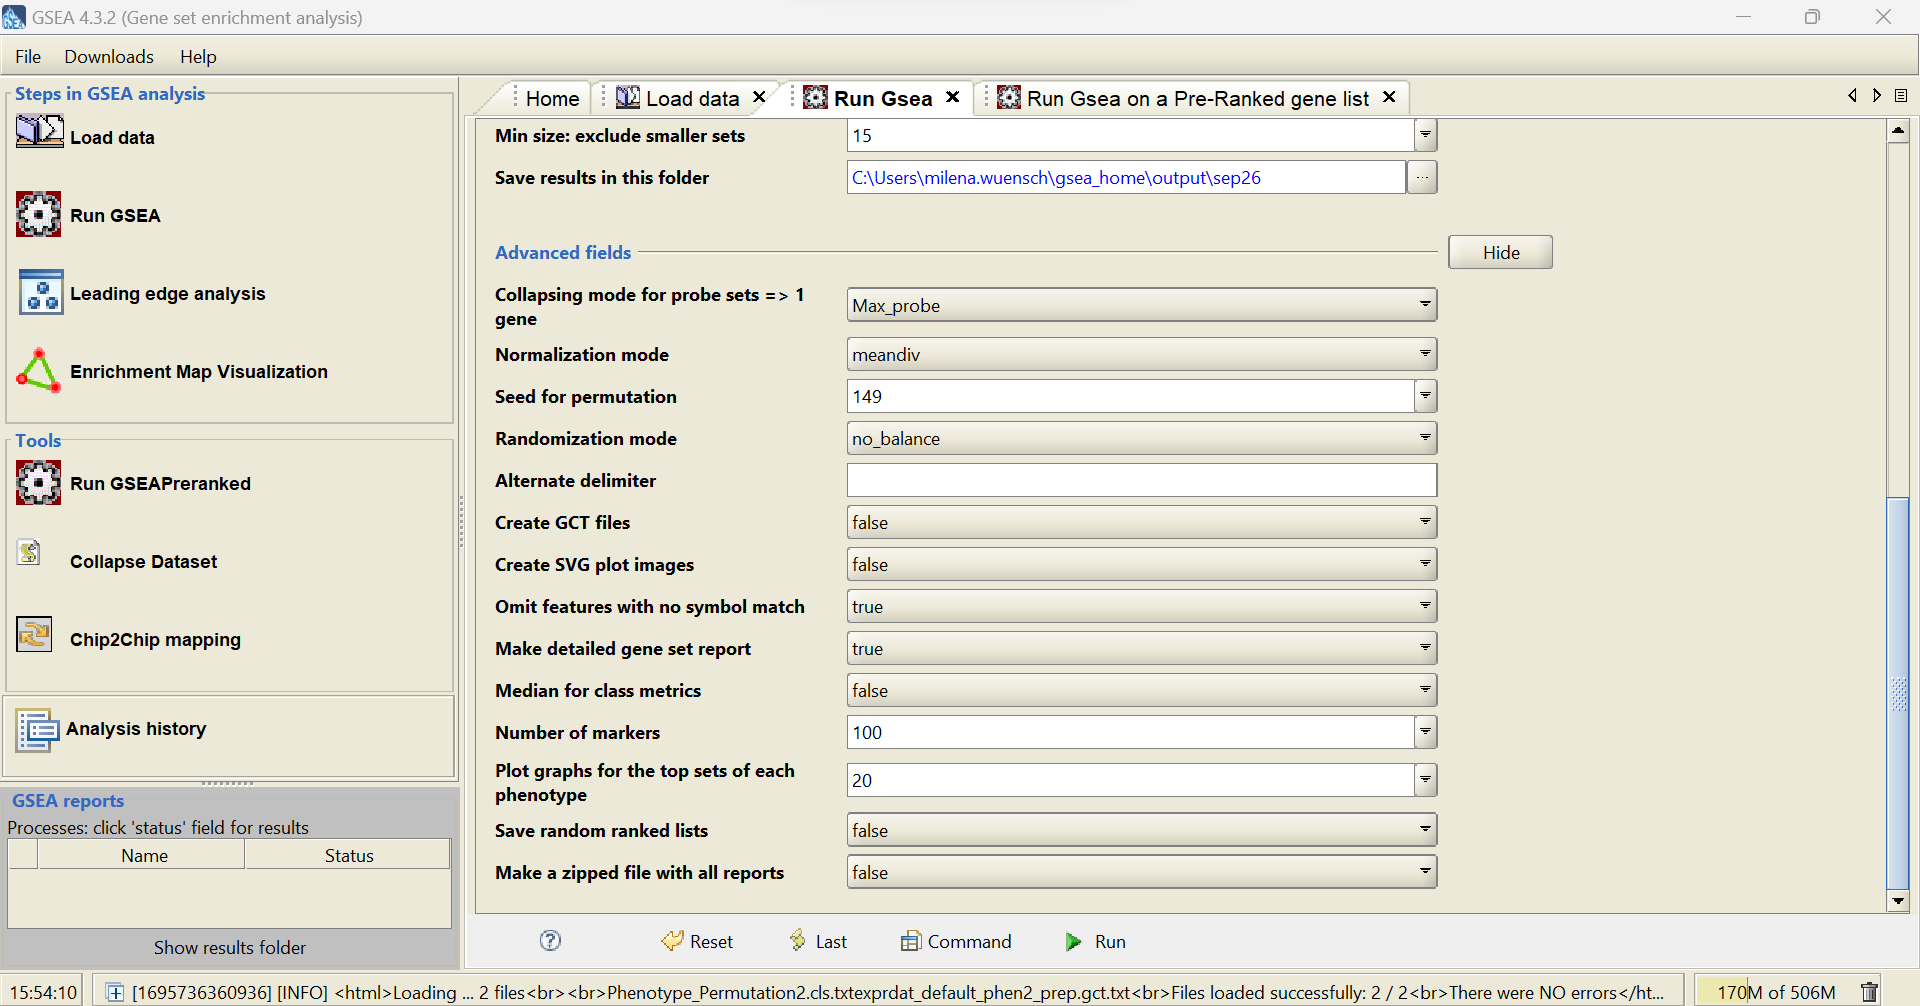 GSEA 4.3.2 (Gene set enrichment analysis)
File Downloads Help
Steps in GSEA analysis
Load data
Run GSEA
Leading edge analysis
Enrichment Map Visualization
Tools
Run GSEAPreranked
Collapse Dataset
Chip2Chip mapping
Analysis history
GSEA reports
Processes: click 'status' field for results
Name Status
Show results folder
Home Load data Run Gsea Run Gsea on a Pre-Ranked gene list
Min size: exclude smaller sets 15
Save results in this folder C:\Users\milena.wuensch\gsea_home\output\sep26 ...
Advanced fields Hide
Collapsing mode for probe sets => 1
gene Max_probe
Normalization mode meandiv
Seed for permutation 149
Randomization mode no_balance
Alternate delimiter
Create GCT files false
Create SVG plot images false
Omit features with no symbol match true
Make detailed gene set report true
Median for class metrics false
Number of markers 100
Plot graphs for the top sets of each
phenotype 20
Save random ranked lists false
Make a zipped file with all reports false
? Reset Last Command Run
15:54:10 [1695736360936] [INFO] <html>Loading ... 2 files<br><br>Phenotype_Permutation2.cls.txtexprdat_default_phen2_prep.gct.txt<br>Files loaded successfully: 2 / 2<br>There were NO errors</ht... 170M of 506M